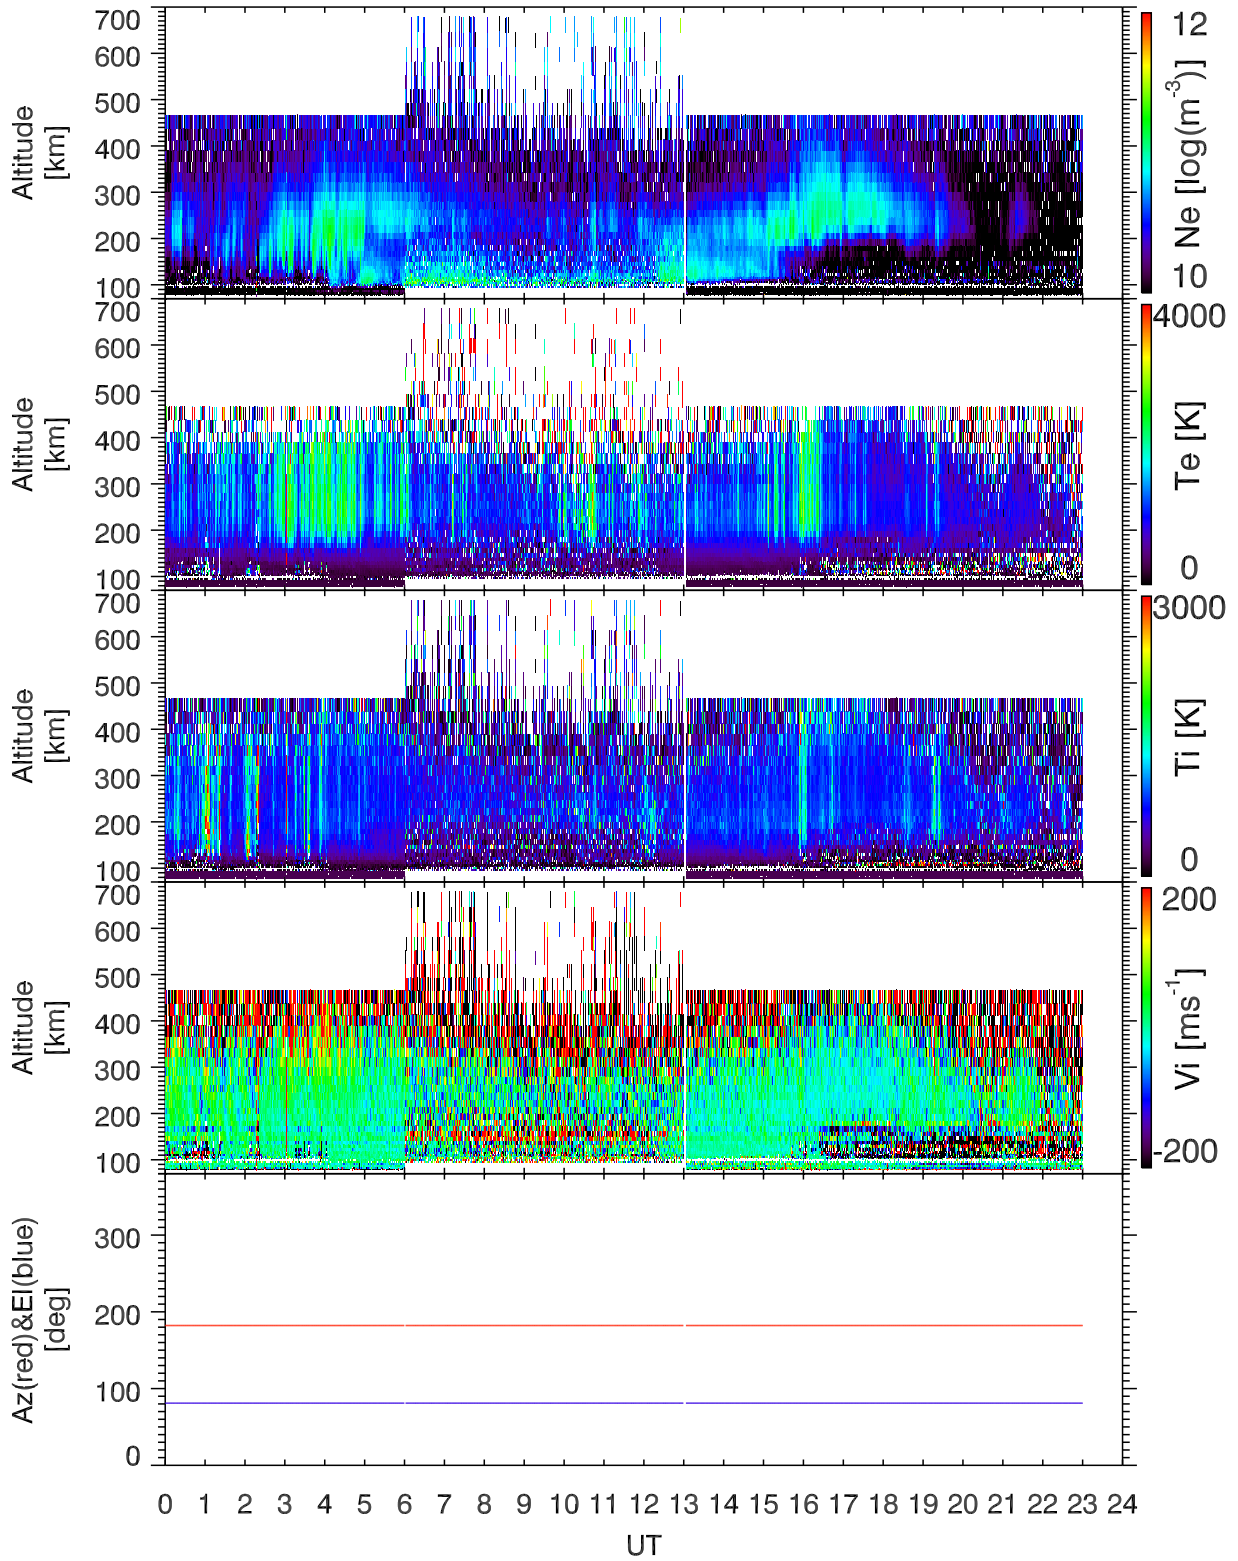 700
600
500
400
300
200
100
Altitude
[km]
12
10
Ne [log(m⁻³)]
700
600
500
400
300
200
100
Altitude
[km]
4000
0
Te [K]
700
600
500
400
300
200
100
Altitude
[km]
3000
0
Ti [K]
700
600
500
400
300
200
100
Altitude
[km]
200
-200
Vi [ms⁻¹]
300
200
100
0
Az(red)&El(blue)
[deg]
0 1 2 3 4 5 6 7 8 9 10 11 12 13 14 15 16 17 18 19 20 21 22 23 24
UT